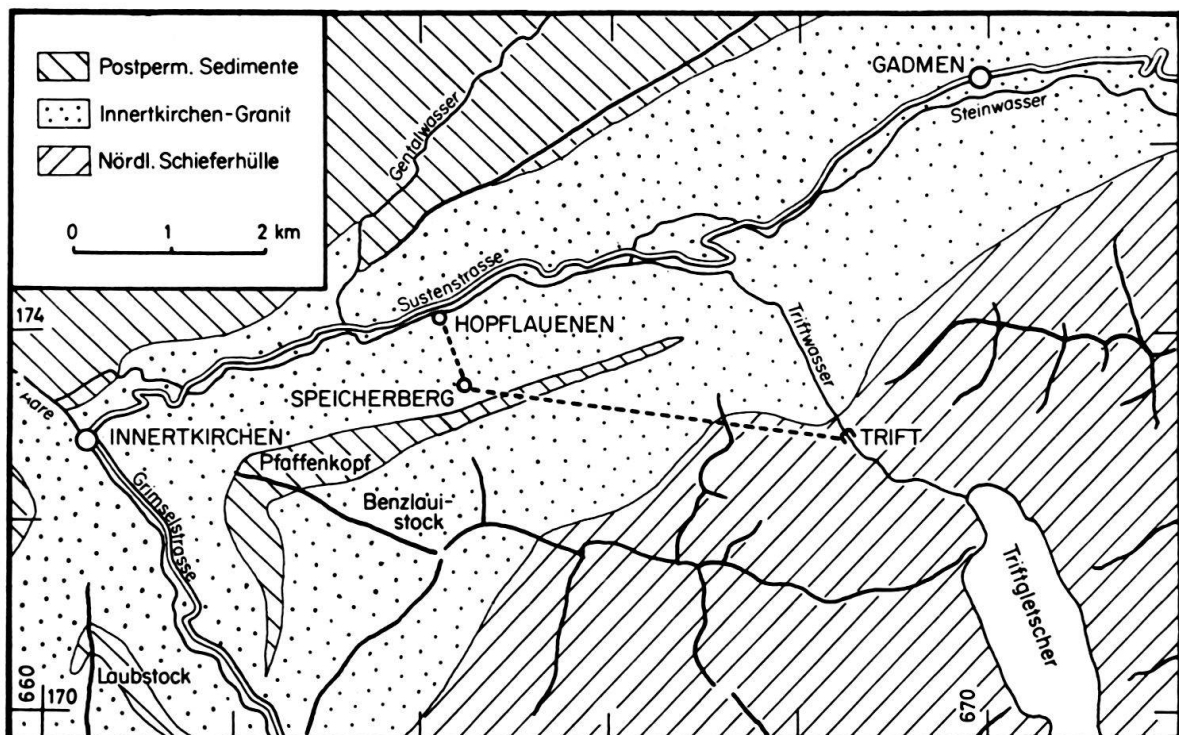 Postperm. Sedimente
Innertkirchen-Granit
Nördl. Schieferhülle
0 1 2 km
Gentalwasser
GADMEN
Steinwasser
Sustenstrasse
174
HOPFLAUENEN
Triftwasser
SPEICHERBERG
Aare
INNERTKIRCHEN
TRIFT
Pfaffenkopf
Grimselstrasse
Benzlaui-
stock
Triftgletscher
Laubstock
660
170
670